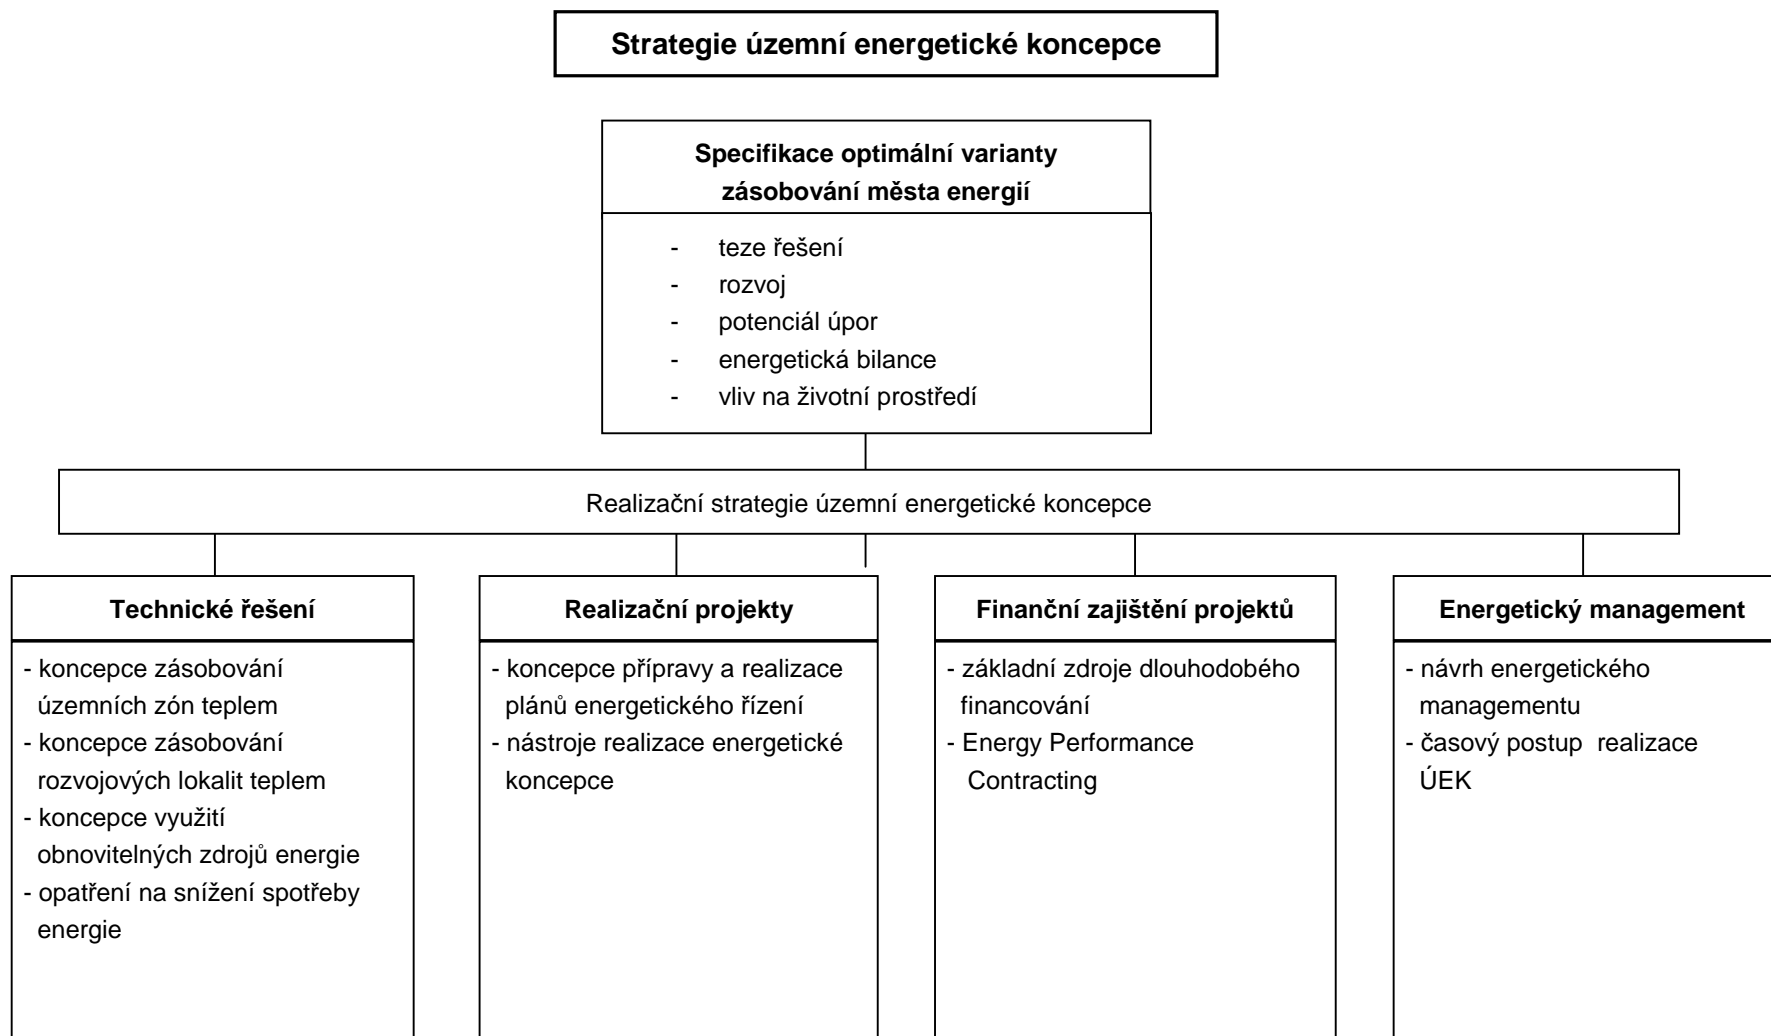 Strategie územní energetické koncepce
Specifikace optimální varianty
zásobování města energií
- teze řešení
- rozvoj
- potenciál úpor
- energetická bilance
- vliv na životní prostředí
Realizační strategie územní energetické koncepce
Technické řešení
- koncepce zásobování
územních zón teplem
- koncepce zásobování
rozvojových lokalit teplem
- koncepce využití
obnovitelných zdrojů energie
- opatření na snížení spotřeby
energie
Realizační projekty
- koncepce přípravy a realizace
plánů energetického řízení
- nástroje realizace energetické
koncepce
Finanční zajištění projektů
- základní zdroje dlouhodobého
financování
- Energy Performance
Contracting
Energetický management
- návrh energetického
managementu
- časový postup  realizace
ÚEK